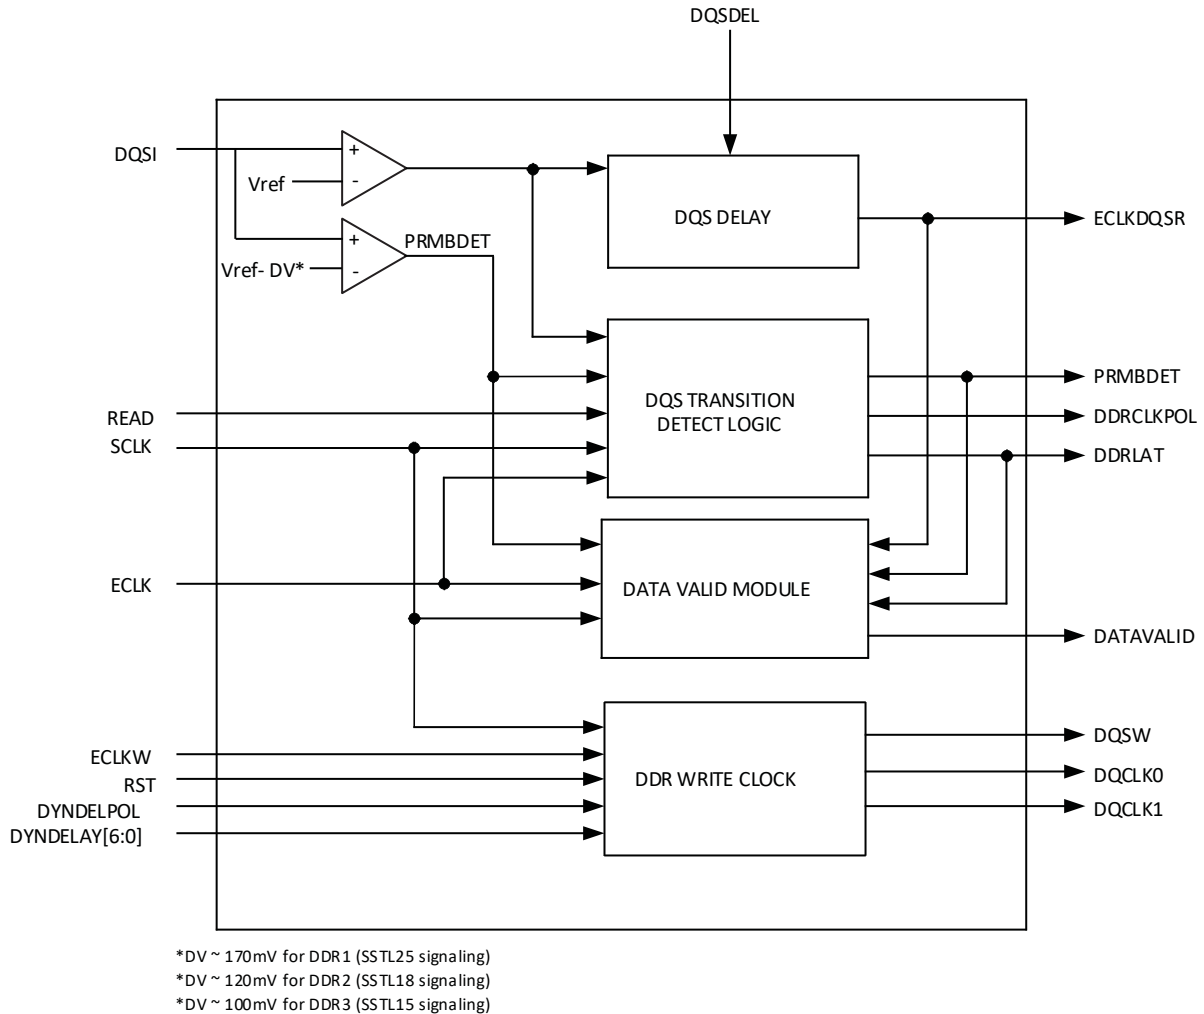 DQSDEL
DQSI
+
Vref
-
DQS DELAY
ECLKDQSR
+
PRMBDET
Vref- DV*
-
PRMBDET
READ
DQS TRANSITION
DETECT LOGIC
DDRCLKPOL
SCLK
DDRLAT
ECLK
DATA VALID MODULE
DATAVALID
DQSW
ECLKW
DDR WRITE CLOCK
DQCLK0
RST
DYNDELPOL
DQCLK1
DYNDELAY[6:0]
*DV ~ 170mV for DDR1 (SSTL25 signaling)
*DV ~ 120mV for DDR2 (SSTL18 signaling)
*DV ~ 100mV for DDR3 (SSTL15 signaling)